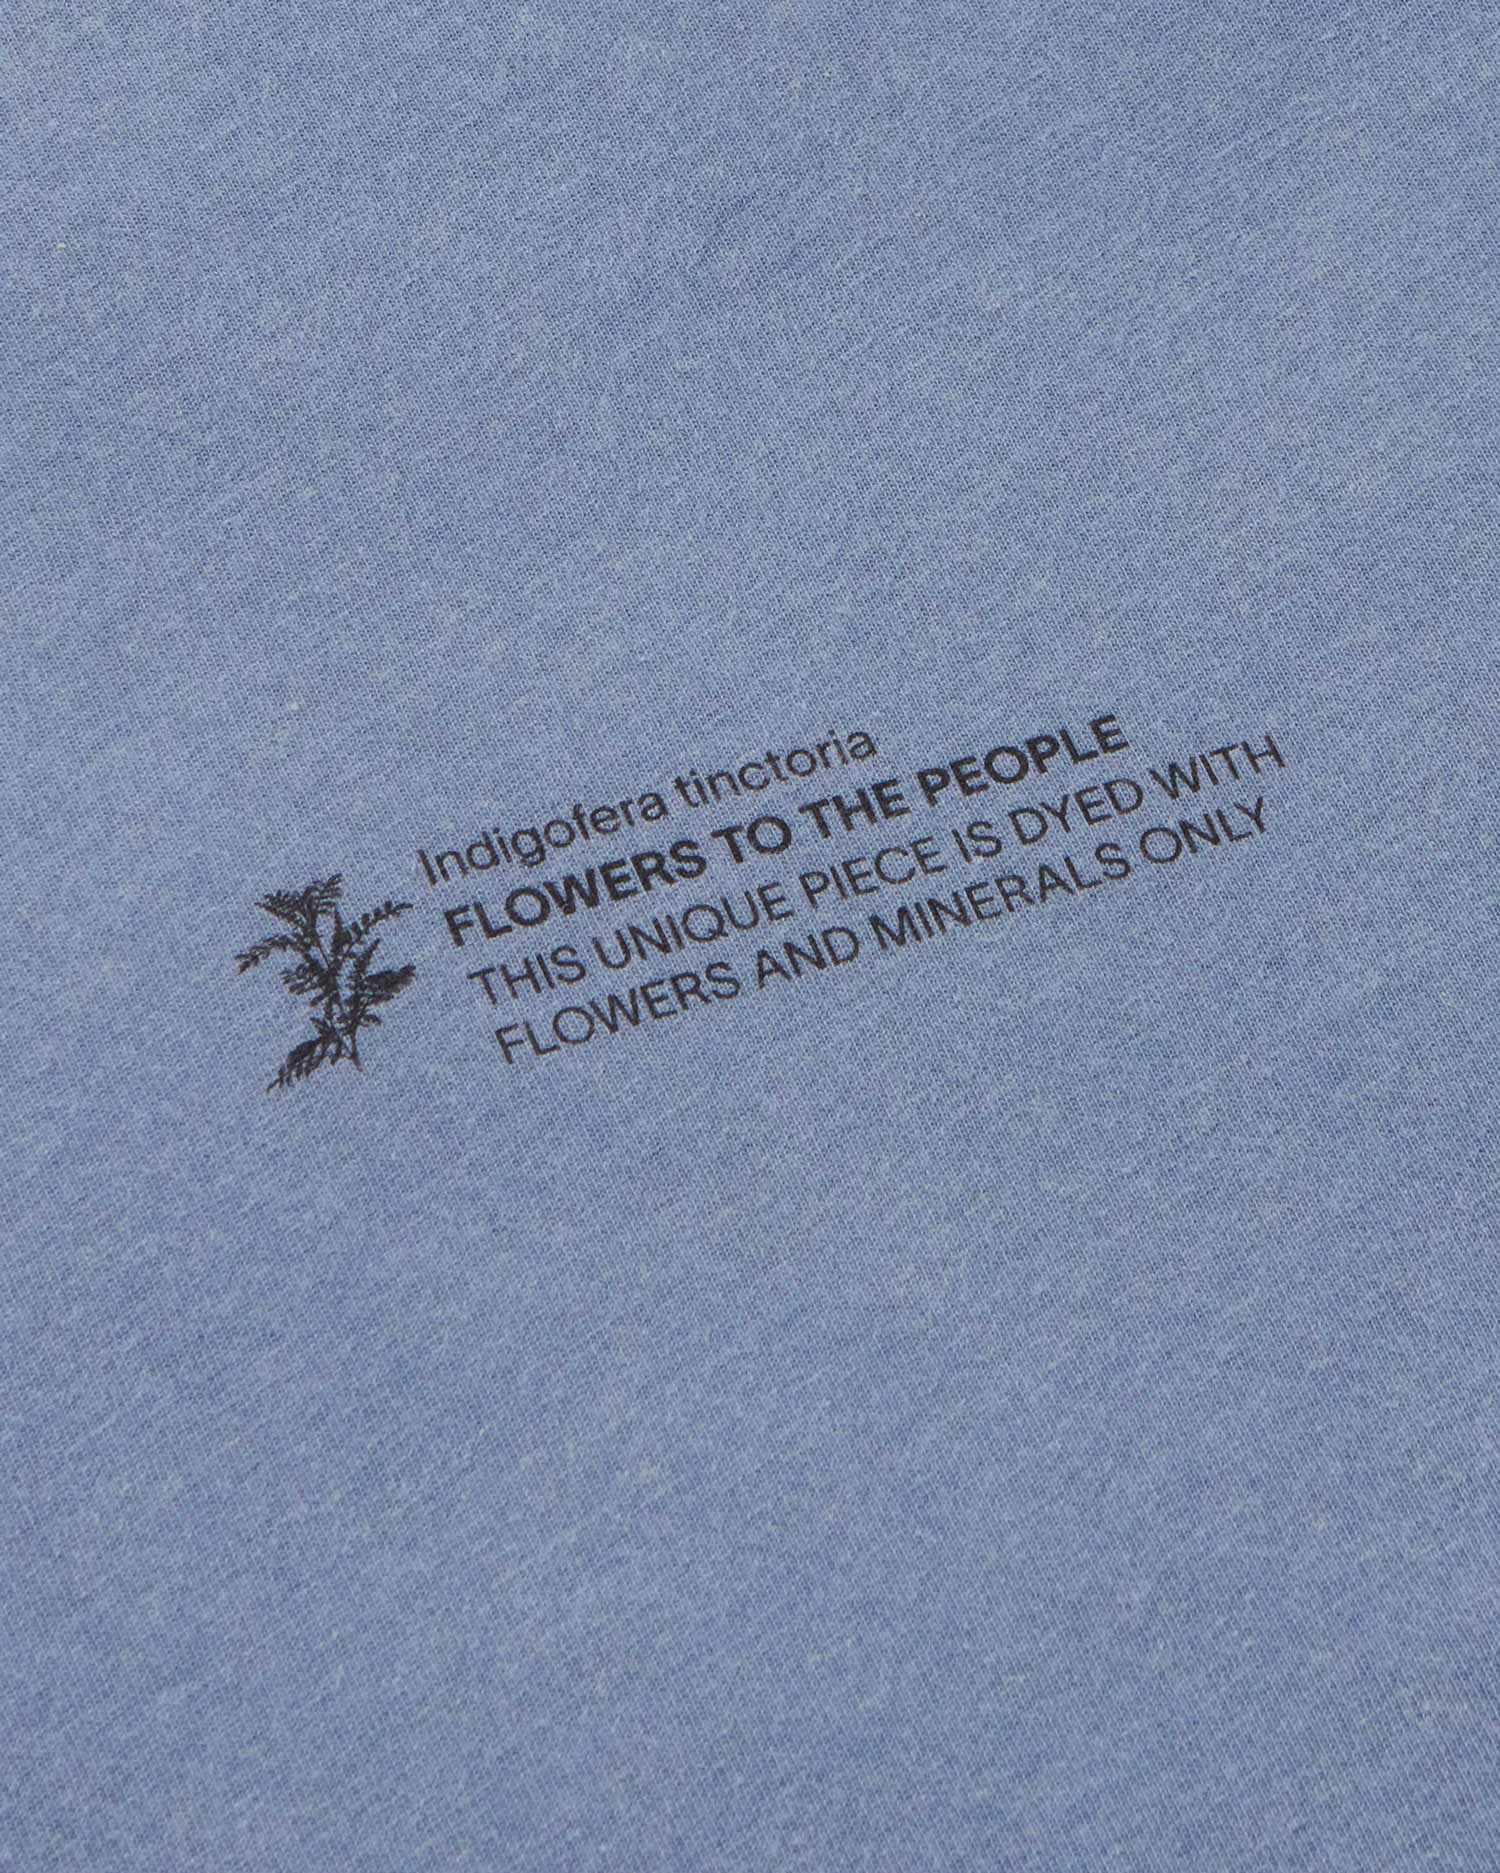 Indigofera tinctoria
FLOWERS TO THE PEOPLE
THIS UNIQUE PIECE IS DYED WITH
FLOWERS AND MINERALS ONLY